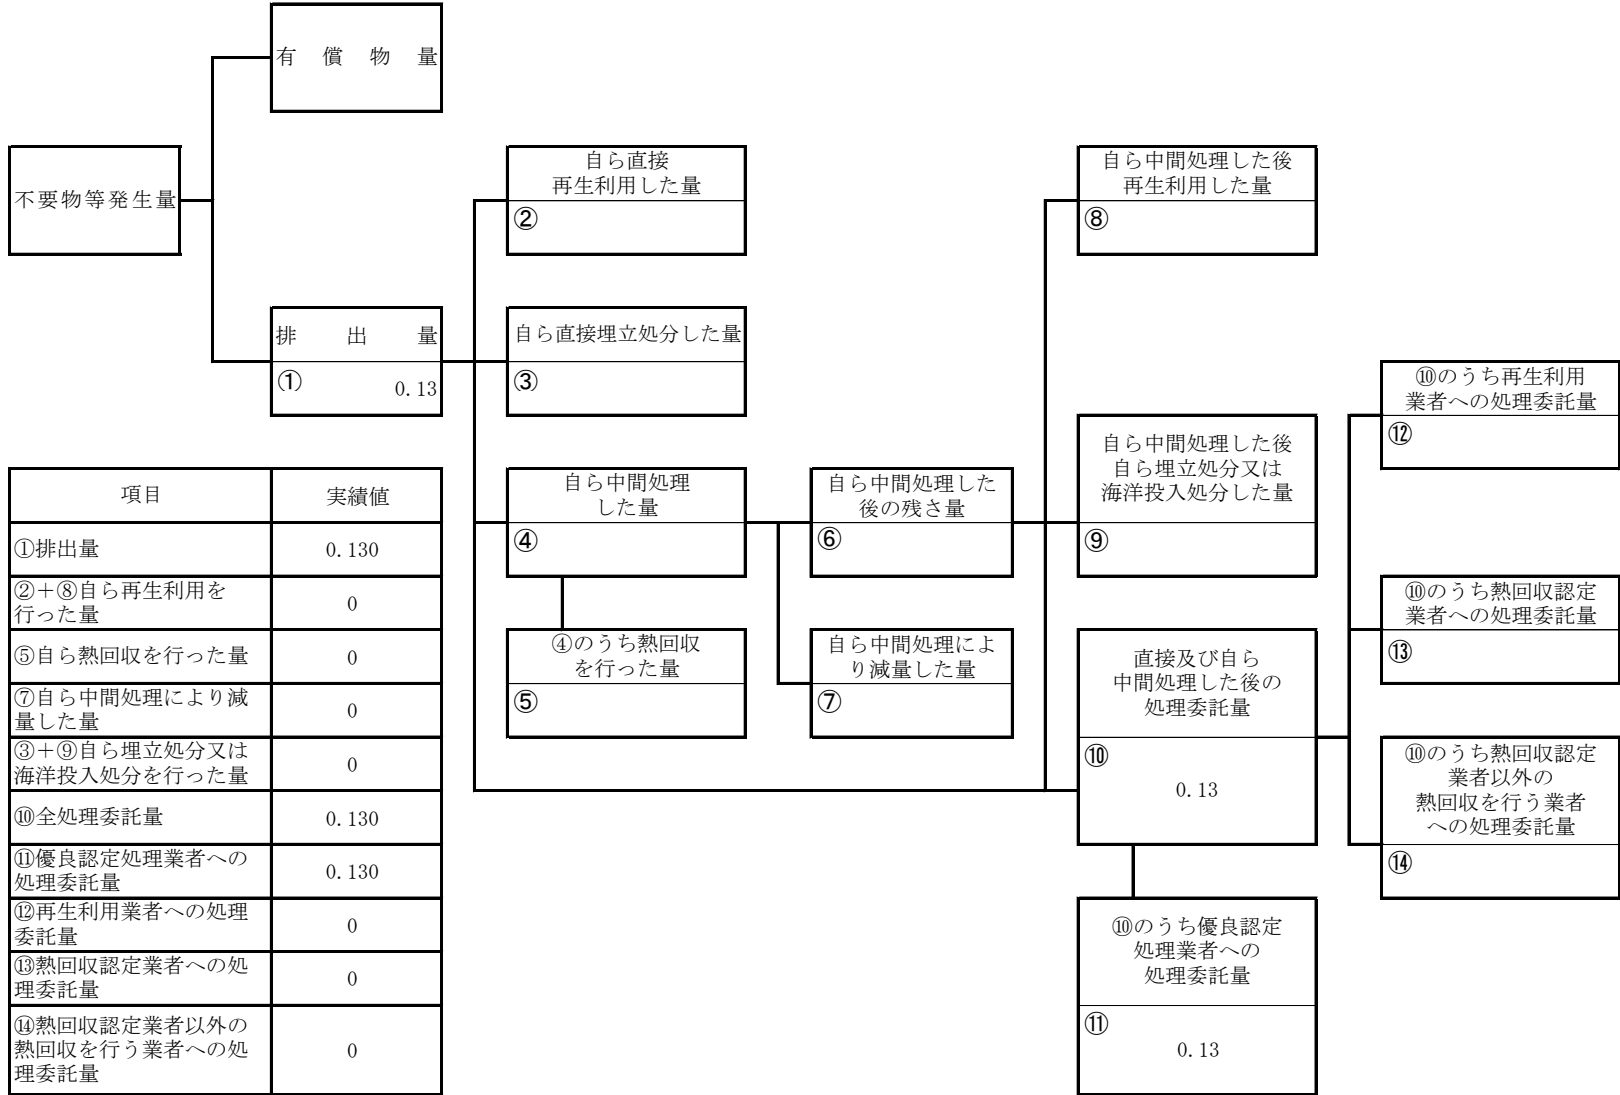 有償物量
不要物等発生量
排出量
① 0.13
自ら直接
再生利用した量
②
自ら直接埋立処分した量
③
自ら中間処理
した量
④
④のうち熱回収
を行った量
⑤
自ら中間処理した
後の残さ量
⑥
自ら中間処理によ
り減量した量
⑦
自ら中間処理した後
再生利用した量
⑧
自ら中間処理した後
自ら埋立処分又は
海洋投入処分した量
⑨
直接及び自ら
中間処理した後の
処理委託量
⑩
0.13
⑩のうち優良認定
処理業者への
処理委託量
⑪
0.13
⑩のうち再生利用
業者への処理委託量
⑫
⑩のうち熱回収認定
業者への処理委託量
⑬
⑩のうち熱回収認定
業者以外の
熱回収を行う業者
への処理委託量
⑭
項目 実績値
①排出量 0.130
②+⑧自ら再生利用を
行った量 0
⑤自ら熱回収を行った量 0
⑦自ら中間処理により減
量した量 0
③+⑨自ら埋立処分又は
海洋投入処分を行った量 0
⑩全処理委託量 0.130
⑪優良認定処理業者への
処理委託量 0.130
⑫再生利用業者への処理
委託量 0
⑬熱回収認定業者への処
理委託量 0
⑭熱回収認定業者以外の
熱回収を行う業者への処
理委託量 0